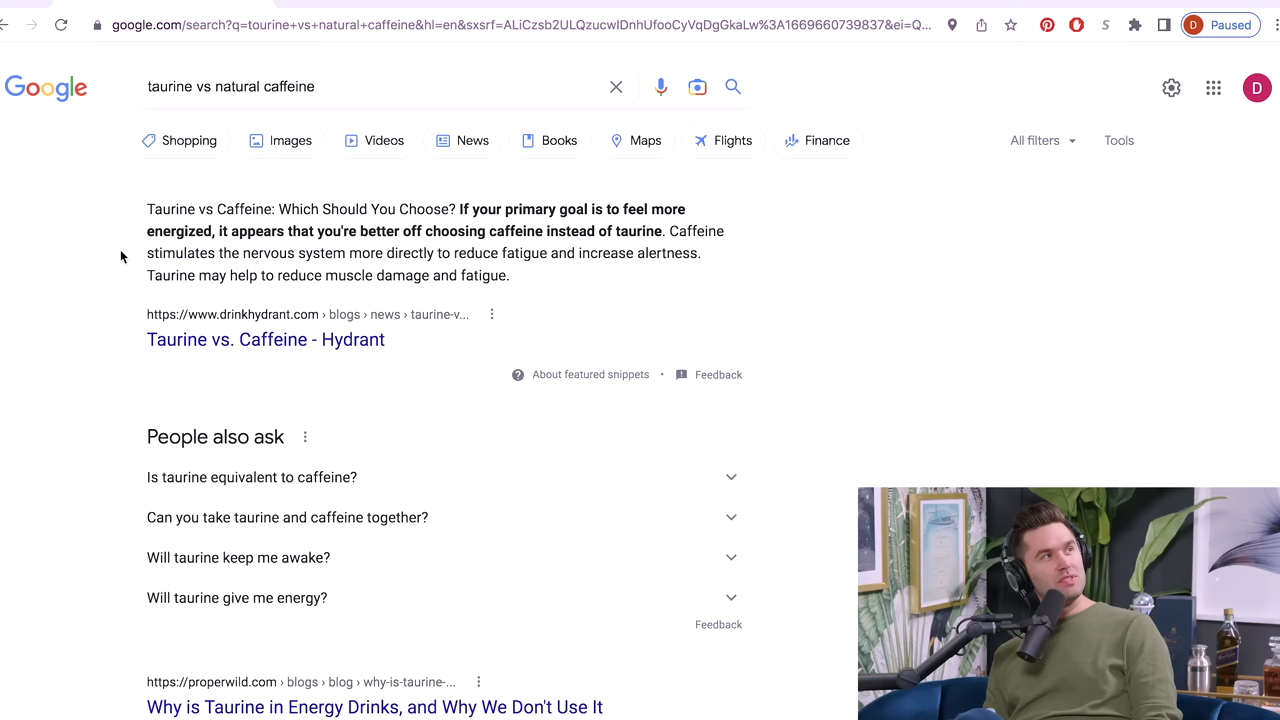 google.com/search?q=tourine+vs+natural+caffeine&hl=en&sxsrf=ALiCzsb2ULQzucwIDnhUfooCyVqDgGkaLw%3A1669660739837&ei=Q...
S
D Paused
Google
taurine vs natural caffeine
D
Shopping Images Videos News Books Maps Flights Finance
All filters Tools
Taurine vs Caffeine: Which Should You Choose? If your primary goal is to feel more
energized, it appears that you're better off choosing caffeine instead of taurine. Caffeine
stimulates the nervous system more directly to reduce fatigue and increase alertness.
Taurine may help to reduce muscle damage and fatigue.
https://www.drinkhydrant.com › blogs › news › taurine-v...
Taurine vs. Caffeine - Hydrant
About featured snippets • Feedback
People also ask
Is taurine equivalent to caffeine?
Can you take taurine and caffeine together?
Will taurine keep me awake?
Will taurine give me energy?
Feedback
https://properwild.com › blogs › blog › why-is-taurine-...
Why is Taurine in Energy Drinks, and Why We Don't Use It